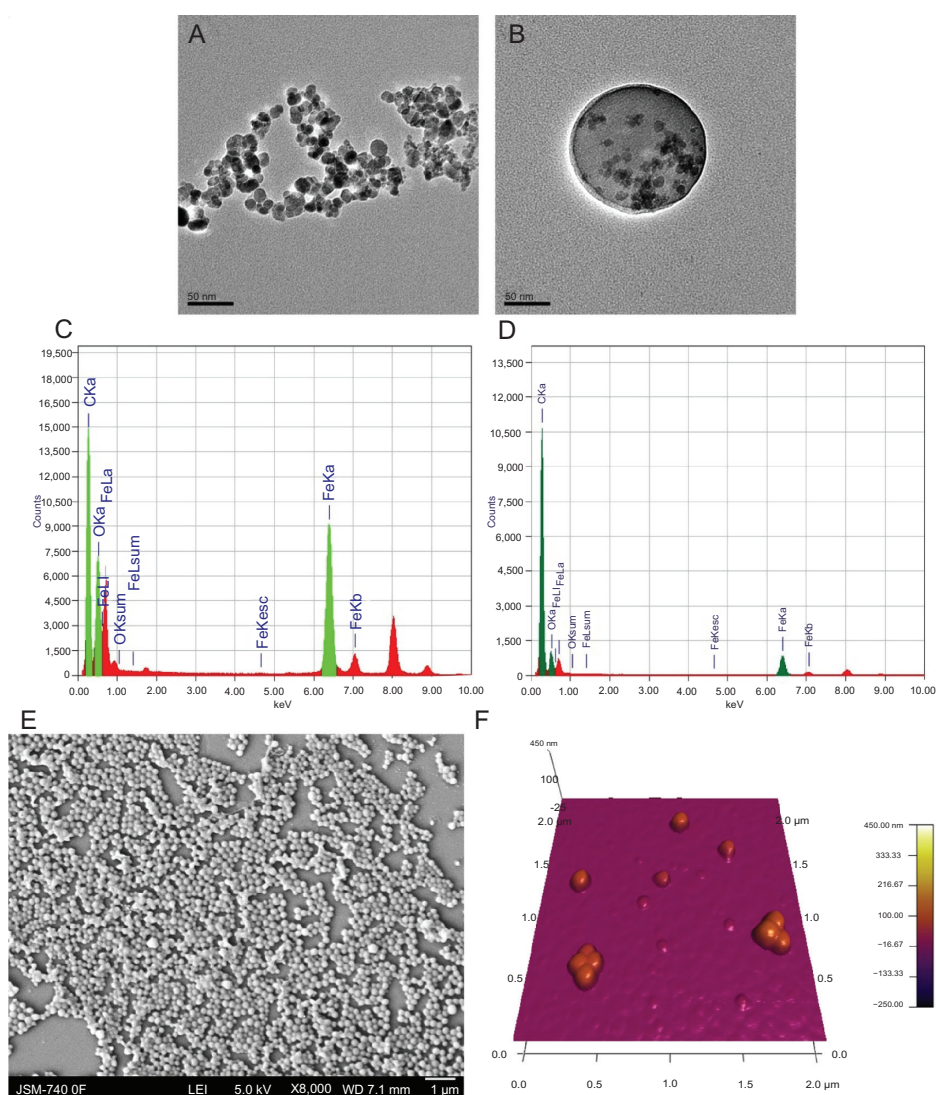 A
B
50 nm
50 nm
C
D
19,500
18,000
16,500
15,000
13,500
12,000
10,500
9,000
7,500
6,000
4,500
3,000
1,500
0
Counts
CKa
OKa
FeLl
FeLa
OKsum
FeLsum
FeKesc
FeKa
FeKb
0.00 1.00 2.00 3.00 4.00 5.00 6.00 7.00 8.00 9.00 10.00
keV
13,500
12,000
10,500
9,000
7,500
6,000
4,500
3,000
1,500
0
Counts
CKa
OKa
FeLl
FeLa
OKsum
FeLsum
FeKesc
FeKa
FeKb
0.00 1.00 2.00 3.00 4.00 5.00 6.00 7.00 8.00 9.00 10.00
keV
E
F
JSM-740 0F LEI 5.0 kV X8,000 WD 7.1 mm 1 µm
450 nm
100
-25
2.0 µm
1.5
1.0
0.5
0.0
2.0 µm
1.5
1.0
0.5
0.0
0.0 0.5 1.0 1.5 2.0 µm
450.00 nm
333.33
216.67
100.00
−16.67
−133.33
−250.00